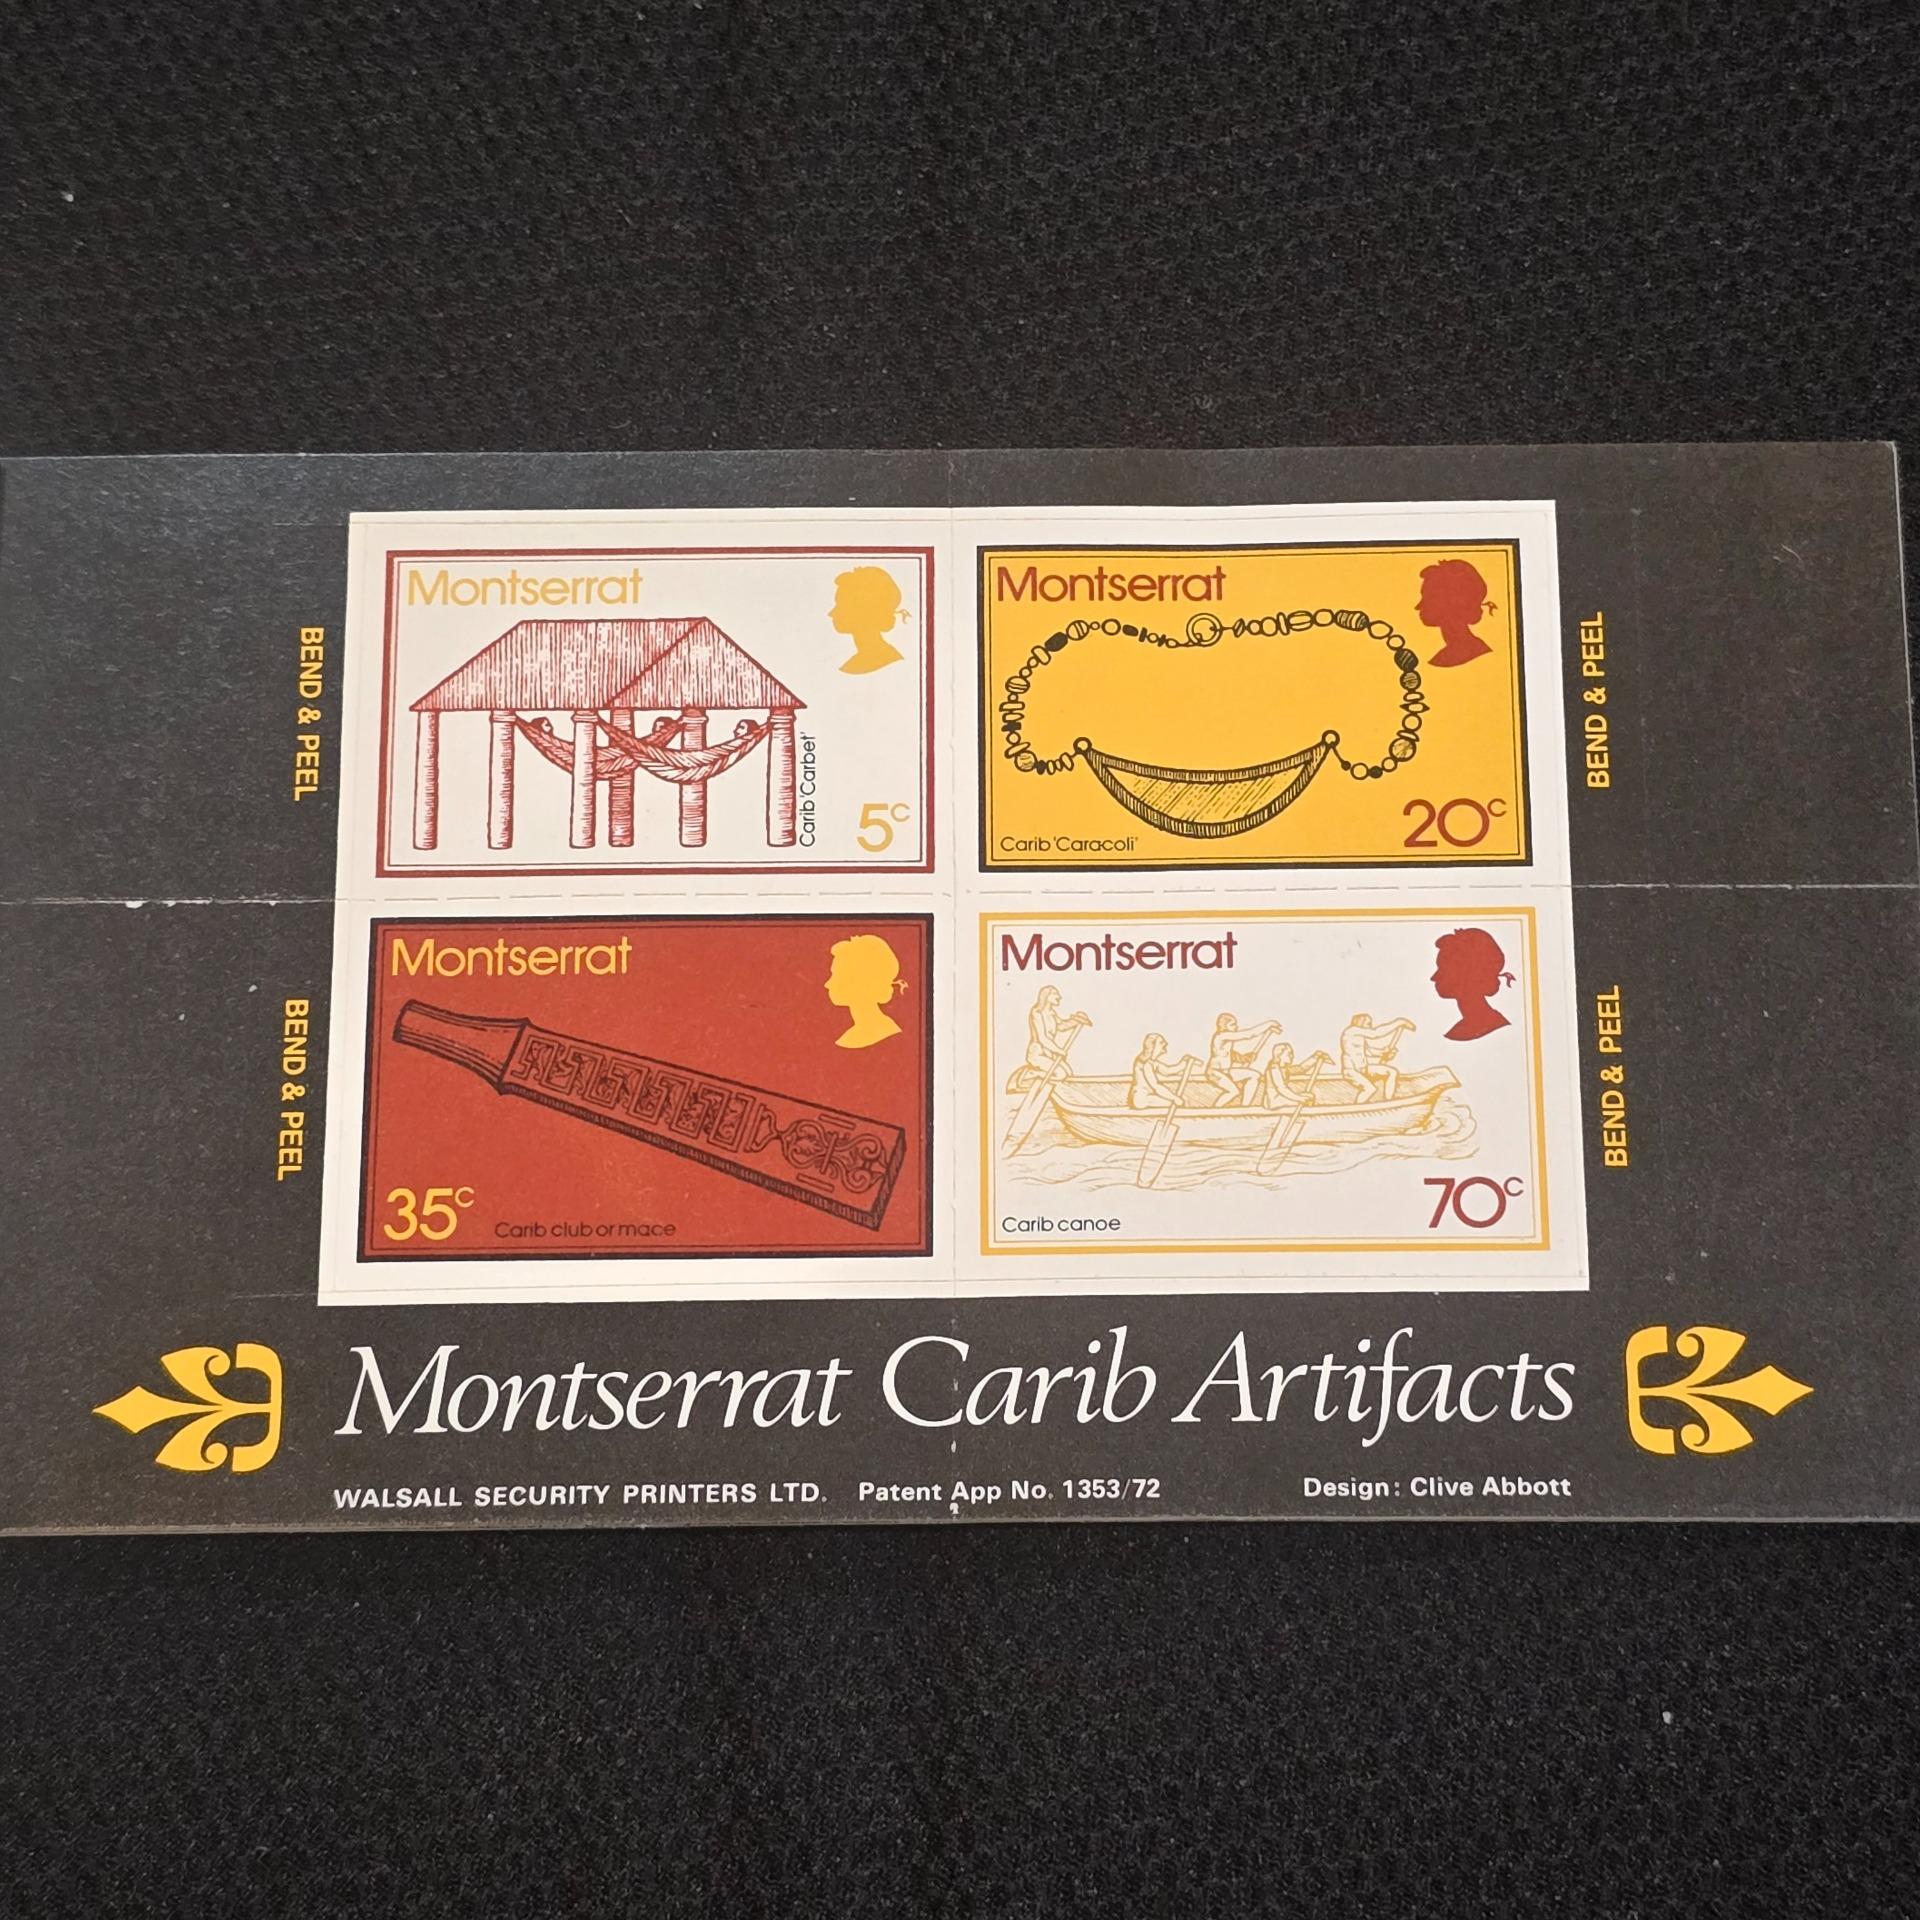 Montserrat
Carib 'Carbet'
5c
Montserrat
Carib 'Caracoli'
20c
Montserrat
35c
Carib club or mace
Montserrat
Carib canoe
70c
BEND & PEEL
BEND & PEEL
BEND & PEEL
BEND & PEEL
Montserrat Carib Artifacts
WALSALL SECURITY PRINTERS LTD. Patent App No. 1353/72 Design: Clive Abbott